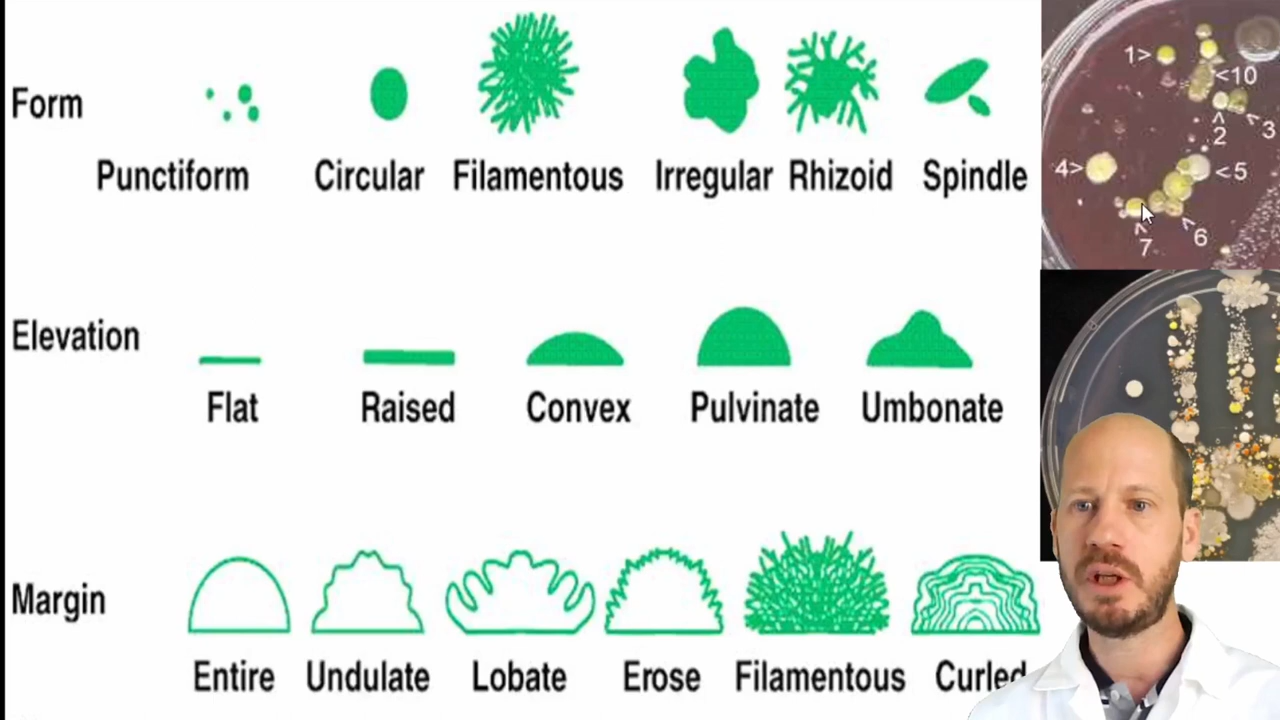 Form
Punctiform Circular Filamentous Irregular Rhizoid Spindle
Elevation
Flat Raised Convex Pulvinate Umbonate
Margin
Entire Undulate Lobate Erose Filamentous Curled
1>
<10
2
3
4>
<5
6
7